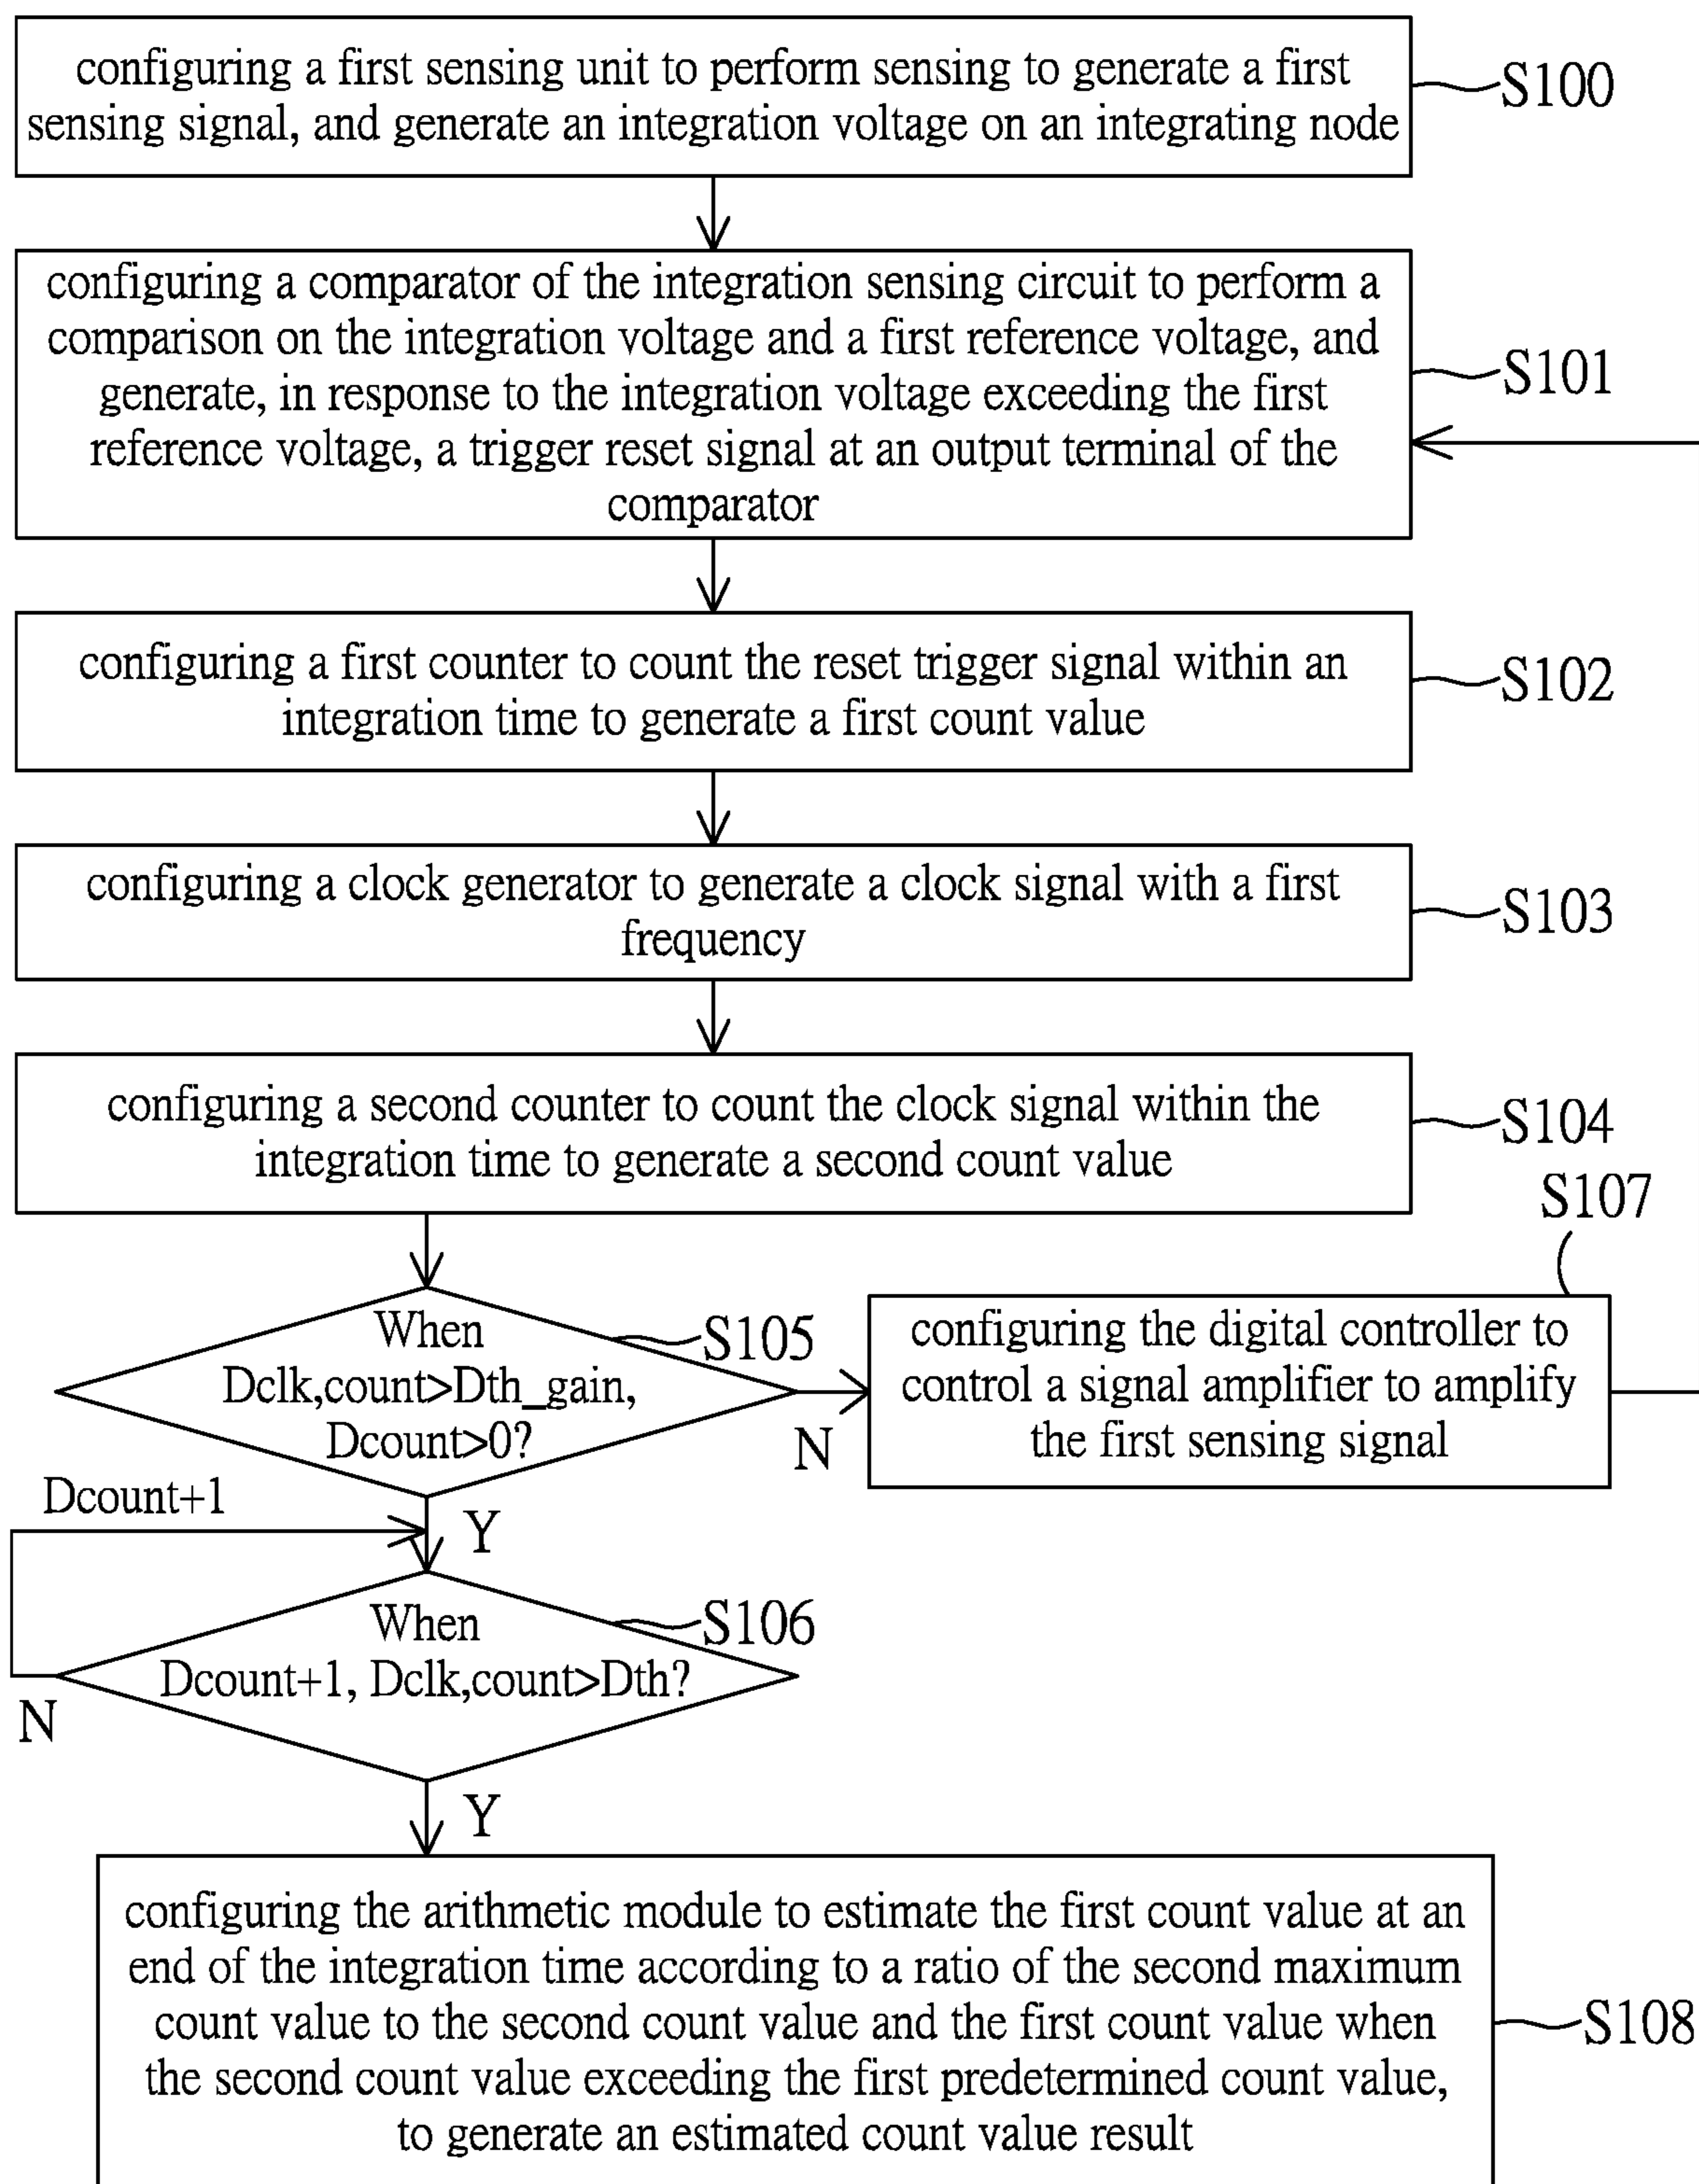 configuring a first sensing unit to perform sensing to generate a first
sensing signal, and generate an integration voltage on an integrating node
S100
configuring a comparator of the integration sensing circuit to perform a
comparison on the integration voltage and a first reference voltage, and
generate, in response to the integration voltage exceeding the first
reference voltage, a trigger reset signal at an output terminal of the
comparator
S101
configuring a first counter to count the reset trigger signal within an
integration time to generate a first count value
S102
configuring a clock generator to generate a clock signal with a first
frequency
S103
configuring a second counter to count the clock signal within the
integration time to generate a second count value
S104
When
Dclk,count>Dth_gain,
Dcount>0?
S105
N
S107
configuring the digital controller to
control a signal amplifier to amplify
the first sensing signal
Y
Dcount+1
When
Dcount+1, Dclk,count>Dth?
S106
N
Y
configuring the arithmetic module to estimate the first count value at an
end of the integration time according to a ratio of the second maximum
count value to the second count value and the first count value when
the second count value exceeding the first predetermined count value,
to generate an estimated count value result
S108